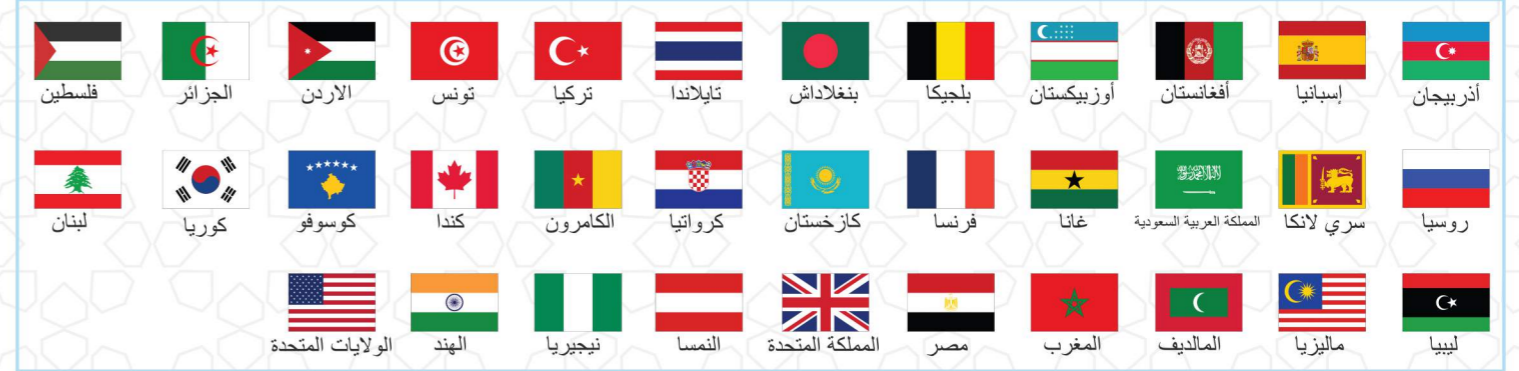 أذربيجان إسبانيا أفغانستان أوزبيكستان بلجيكا بنغلاداش تايلاندا تركيا تونس الاردن الجزائر فلسطين
روسيا سري لانكا المملكة العربية السعودية غانا فرنسا كازخستان كرواتيا الكامرون كندا كوسوفو كوريا لبنان
ليبيا ماليزيا المالديف المغرب مصر المملكة المتحدة النمسا نيجيريا الهند الولايات المتحدة